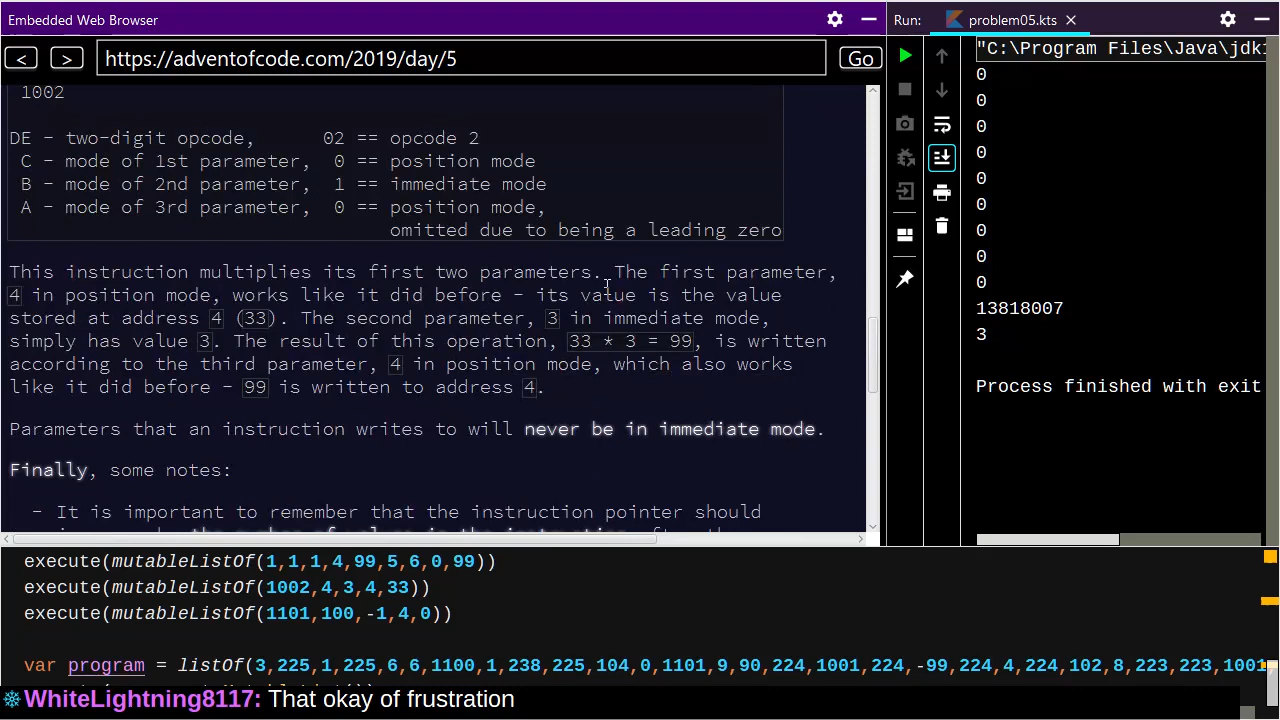 Embedded Web Browser
Run: problem05.kts
< > https://adventofcode.com/2019/day/5 Go
1002
DE - two-digit opcode, 02 == opcode 2
C - mode of 1st parameter, 0 == position mode
B - mode of 2nd parameter, 1 == immediate mode
A - mode of 3rd parameter, 0 == position mode,
omitted due to being a leading zero
This instruction multiplies its first two parameters. The first parameter,
4 in position mode, works like it did before - its value is the value
stored at address 4 (33). The second parameter, 3 in immediate mode,
simply has value 3. The result of this operation, 33 * 3 = 99, is written
according to the third parameter, 4 in position mode, which also works
like it did before - 99 is written to address 4.
Parameters that an instruction writes to will never be in immediate mode.
Finally, some notes:
- It is important to remember that the instruction pointer should
"C:\Program Files\Java\jdk
0
0
0
0
0
0
0
0
0
13818007
3
Process finished with exit
execute(mutableListOf(1,1,1,4,99,5,6,0,99))
execute(mutableListOf(1002,4,3,4,33))
execute(mutableListOf(1101,100,-1,4,0))
var program = listOf(3,225,1,225,6,6,1100,1,238,225,104,0,1101,9,90,224,1001,224,-99,224,4,224,102,8,223,223,1001,
WhiteLightning8117: That okay of frustration